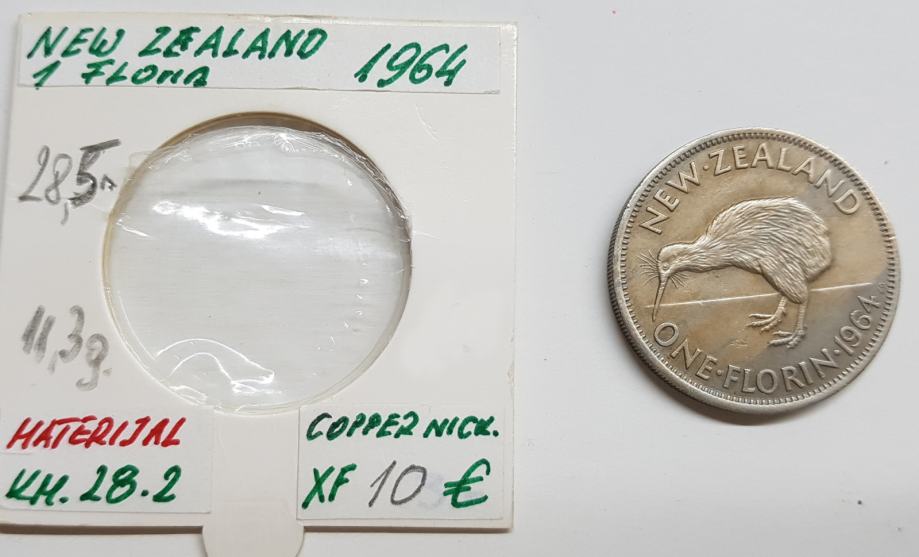 NEW ZEALAND
1 FLORIN 1964
28,5m
11,3g.
MATERIJAL
COPPER NICK.
KM. 28.2
XF 10 €
NEW·ZEALAND
ONE·FLORIN·1964